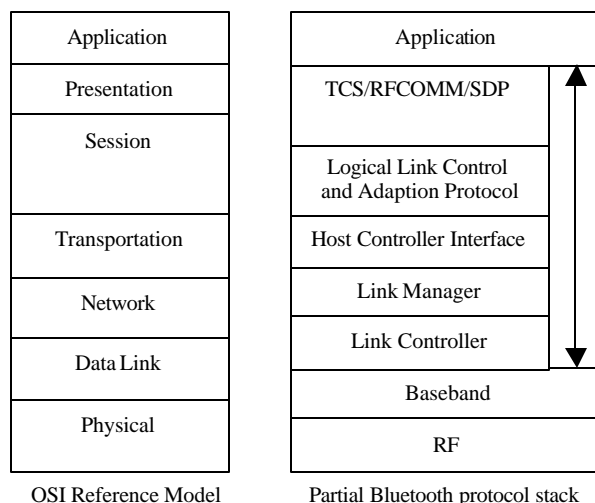 Application
Presentation
Session
Transportation
Network
Data Link
Physical
OSI Reference Model
Application
TCS/RFCOMM/SDP
Logical Link Control
and Adaption Protocol
Host Controller Interface
Link Manager
Link Controller
Baseband
RF
Partial Bluetooth protocol stack